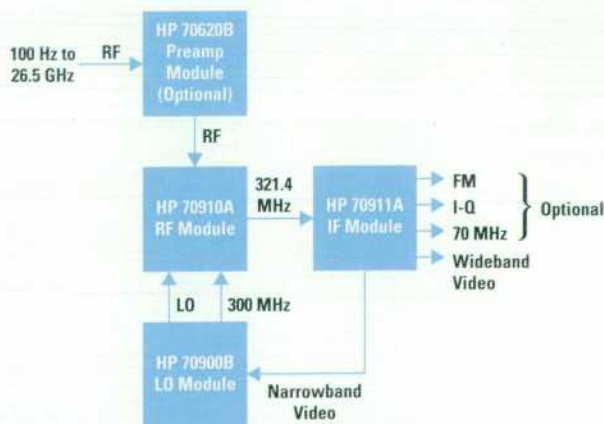 HP 70620B
Preamp
Module
(Optional)
100 Hz to
26.5 GHz
RF
RF
HP 70910A
RF Module
321.4
MHz
HP 70911A
IF Module
FM
I-Q
70 MHz
Optional
Wideband
Video
LO
300 MHz
HP 70900B
LO Module
Narrowband
Video